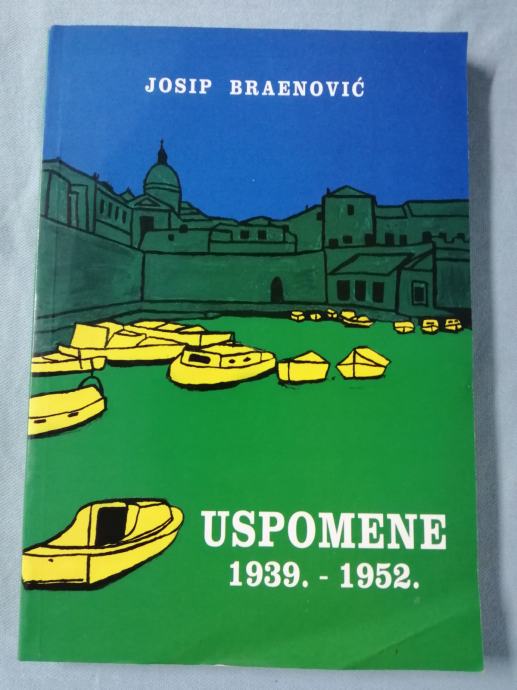 JOSIP BRAENOVIĆ
USPOMENE
1939. - 1952.